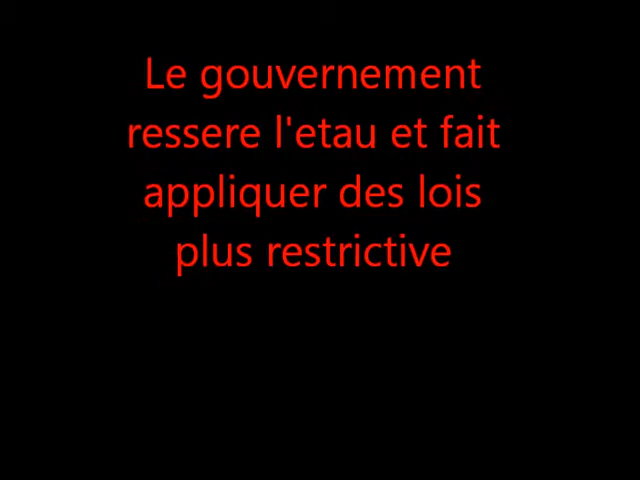 Le gouvernement
ressere l'etau et fait
appliquer des lois
plus restrictive